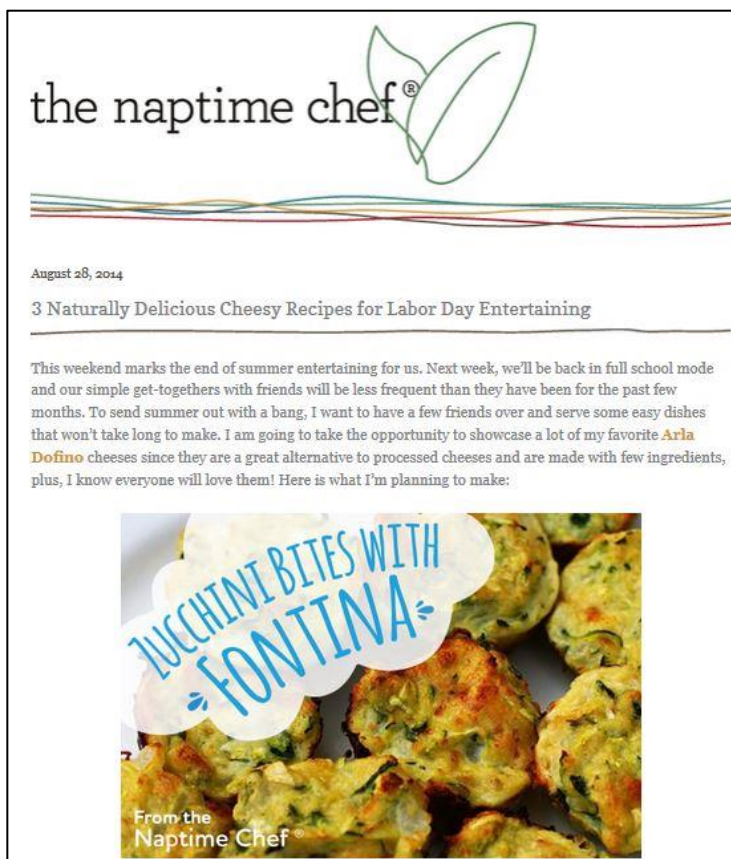 the naptime chef®
August 28, 2014
3 Naturally Delicious Cheesy Recipes for Labor Day Entertaining
This weekend marks the end of summer entertaining for us. Next week, we'll be back in full school mode
and our simple get-togethers with friends will be less frequent than they have been for the past few
months. To send summer out with a bang, I want to have a few friends over and serve some easy dishes
that won't take long to make. I am going to take the opportunity to showcase a lot of my favorite Arla
Dofino cheeses since they are a great alternative to processed cheeses and are made with few ingredients,
plus, I know everyone will love them! Here is what I'm planning to make:
ZUCCHINI BITES WITH
FONTINA
From the
Naptime Chef®